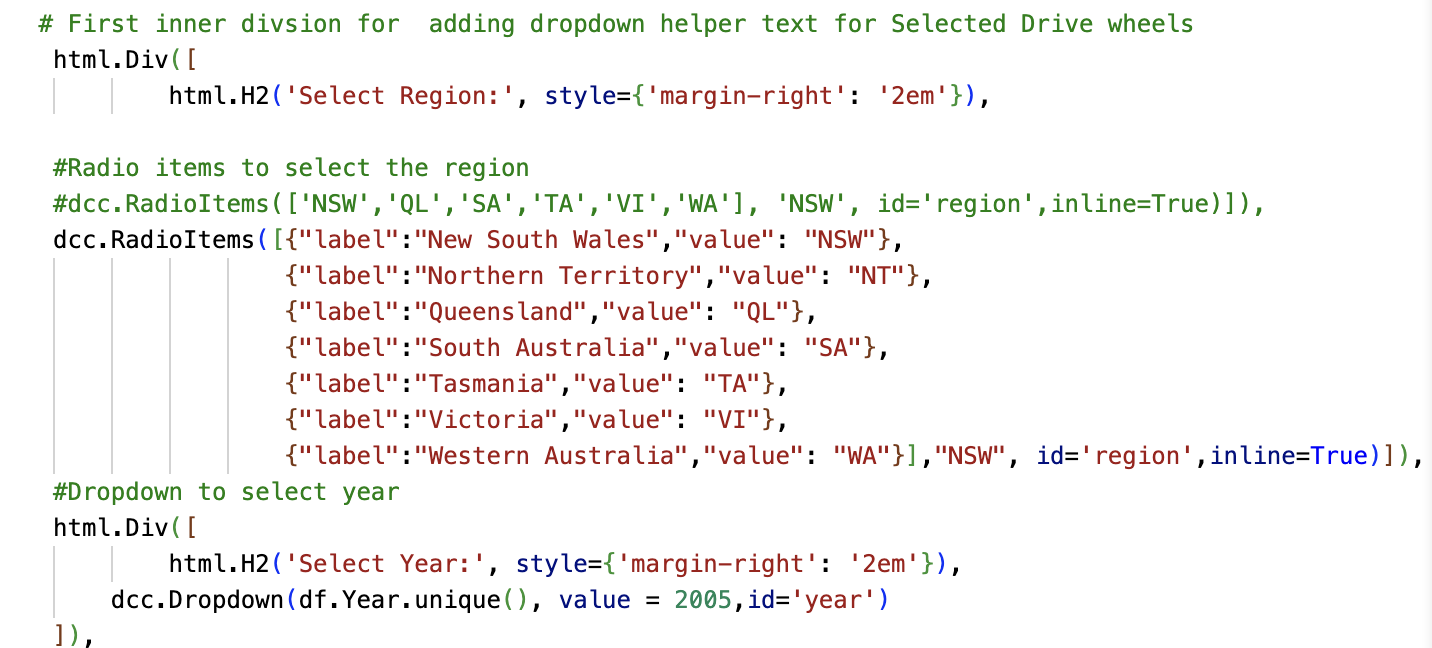 # First inner divsion for  adding dropdown helper text for Selected Drive wheels
html.Div([
html.H2('Select Region:', style={'margin-right': '2em'}),
#Radio items to select the region
#dcc.RadioItems(['NSW','QL','SA','TA','VI','WA'], 'NSW', id='region',inline=True)]),
dcc.RadioItems([{"label":"New South Wales","value": "NSW"},
{"label":"Northern Territory","value": "NT"},
{"label":"Queensland","value": "QL"},
{"label":"South Australia","value": "SA"},
{"label":"Tasmania","value": "TA"},
{"label":"Victoria","value": "VI"},
{"label":"Western Australia","value": "WA"}],"NSW", id='region',inline=True)]),
#Dropdown to select year
html.Div([
html.H2('Select Year:', style={'margin-right': '2em'}),
dcc.Dropdown(df.Year.unique(), value = 2005,id='year')
]),